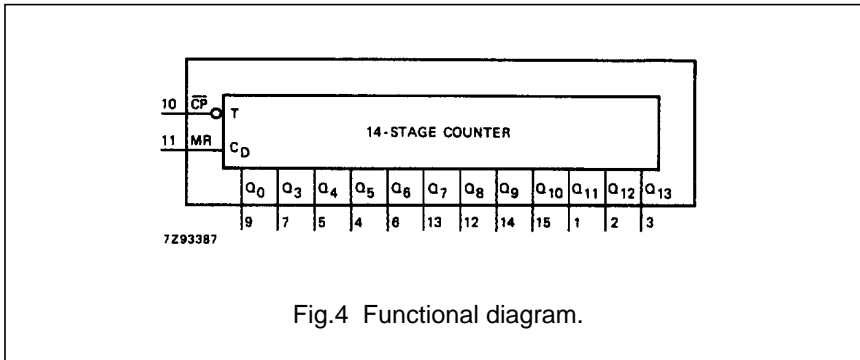 10 C̅P̅ T
14-STAGE COUNTER
11 MR C_D
Q0 Q3 Q4 Q5 Q6 Q7 Q8 Q9 Q10 Q11 Q12 Q13
9 7 5 4 6 13 12 14 15 1 2 3
7Z93387
Fig.4 Functional diagram.